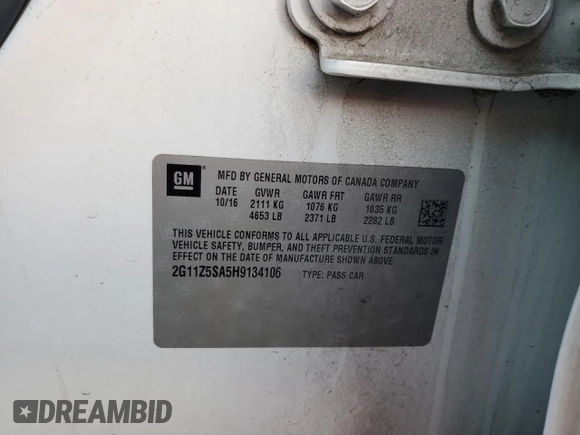 GM
MFD BY GENERAL MOTORS OF CANADA COMPANY
DATE GVWR GAWR FRT GAWR RR
10/16 2111 KG 1076 KG 1035 KG
4653 LB 2371 LB 2282 LB
THIS VEHICLE CONFORMS TO ALL APPLICABLE U.S. FEDERAL MOTOR
VEHICLE SAFETY, BUMPER, AND THEFT PREVENTION STANDARDS IN
EFFECT ON THE DATE OF MANUFACTURE SHOWN ABOVE.
2G11Z5SA5H9134106 TYPE: PASS CAR
DREAMBID